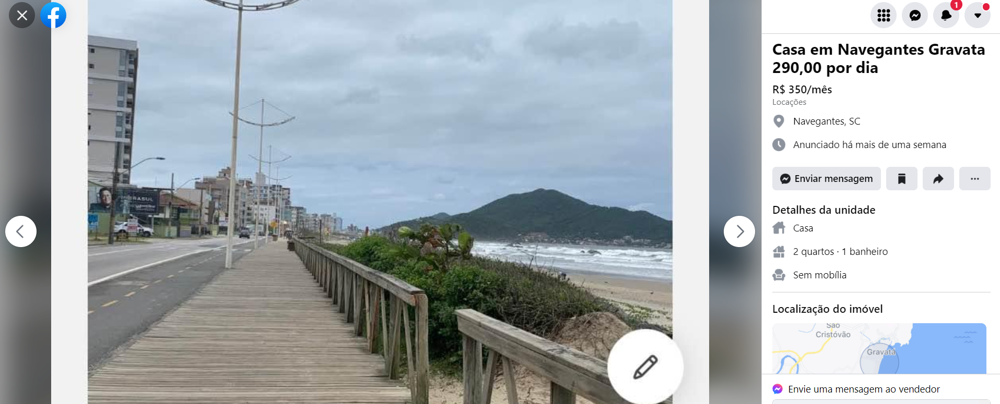 1
Casa em Navegantes Gravata
290,00 por dia
R$ 350/mês
Locações
Navegantes, SC
Anunciado há mais de uma semana
Enviar mensagem
Detalhes da unidade
Casa
2 quartos · 1 banheiro
Sem mobília
Localização do imóvel
São
Cristóvão
Gravatá
Envie uma mensagem ao vendedor